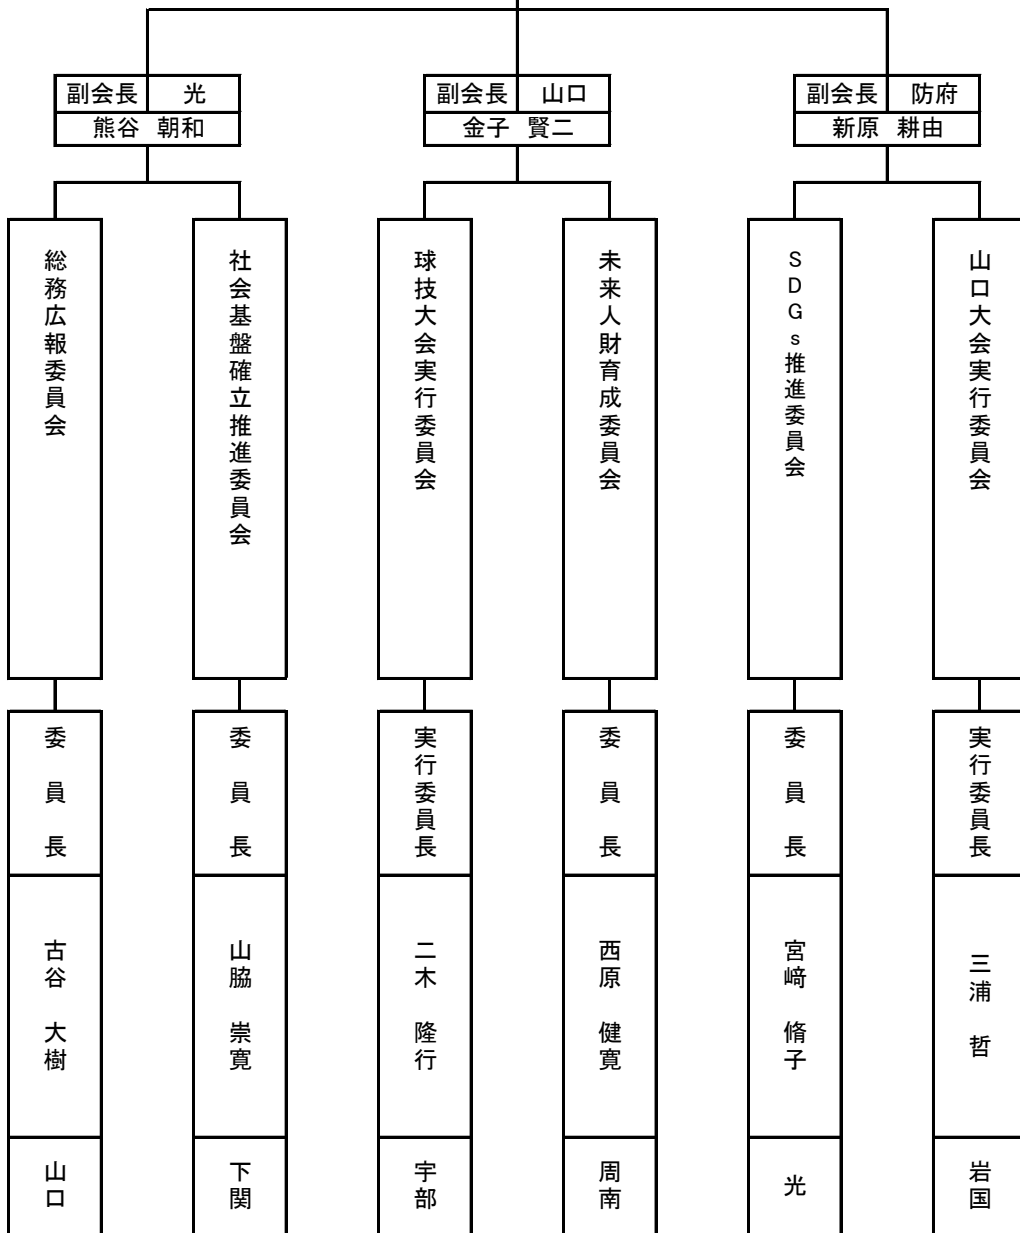 副会長 光
熊谷 朝和
副会長 山口
金子 賢二
副会長 防府
新原 耕由
総務広報委員会
社会基盤確立推進委員会
球技大会実行委員会
未来人財育成委員会
SDGs推進委員会
山口大会実行委員会
委員長
委員長
実行委員長
委員長
委員長
実行委員長
古谷 大樹
山脇 崇寛
二木 隆行
西原 健寛
宮﨑 脩子
三浦 哲
山口
下関
宇部
周南
光
岩国